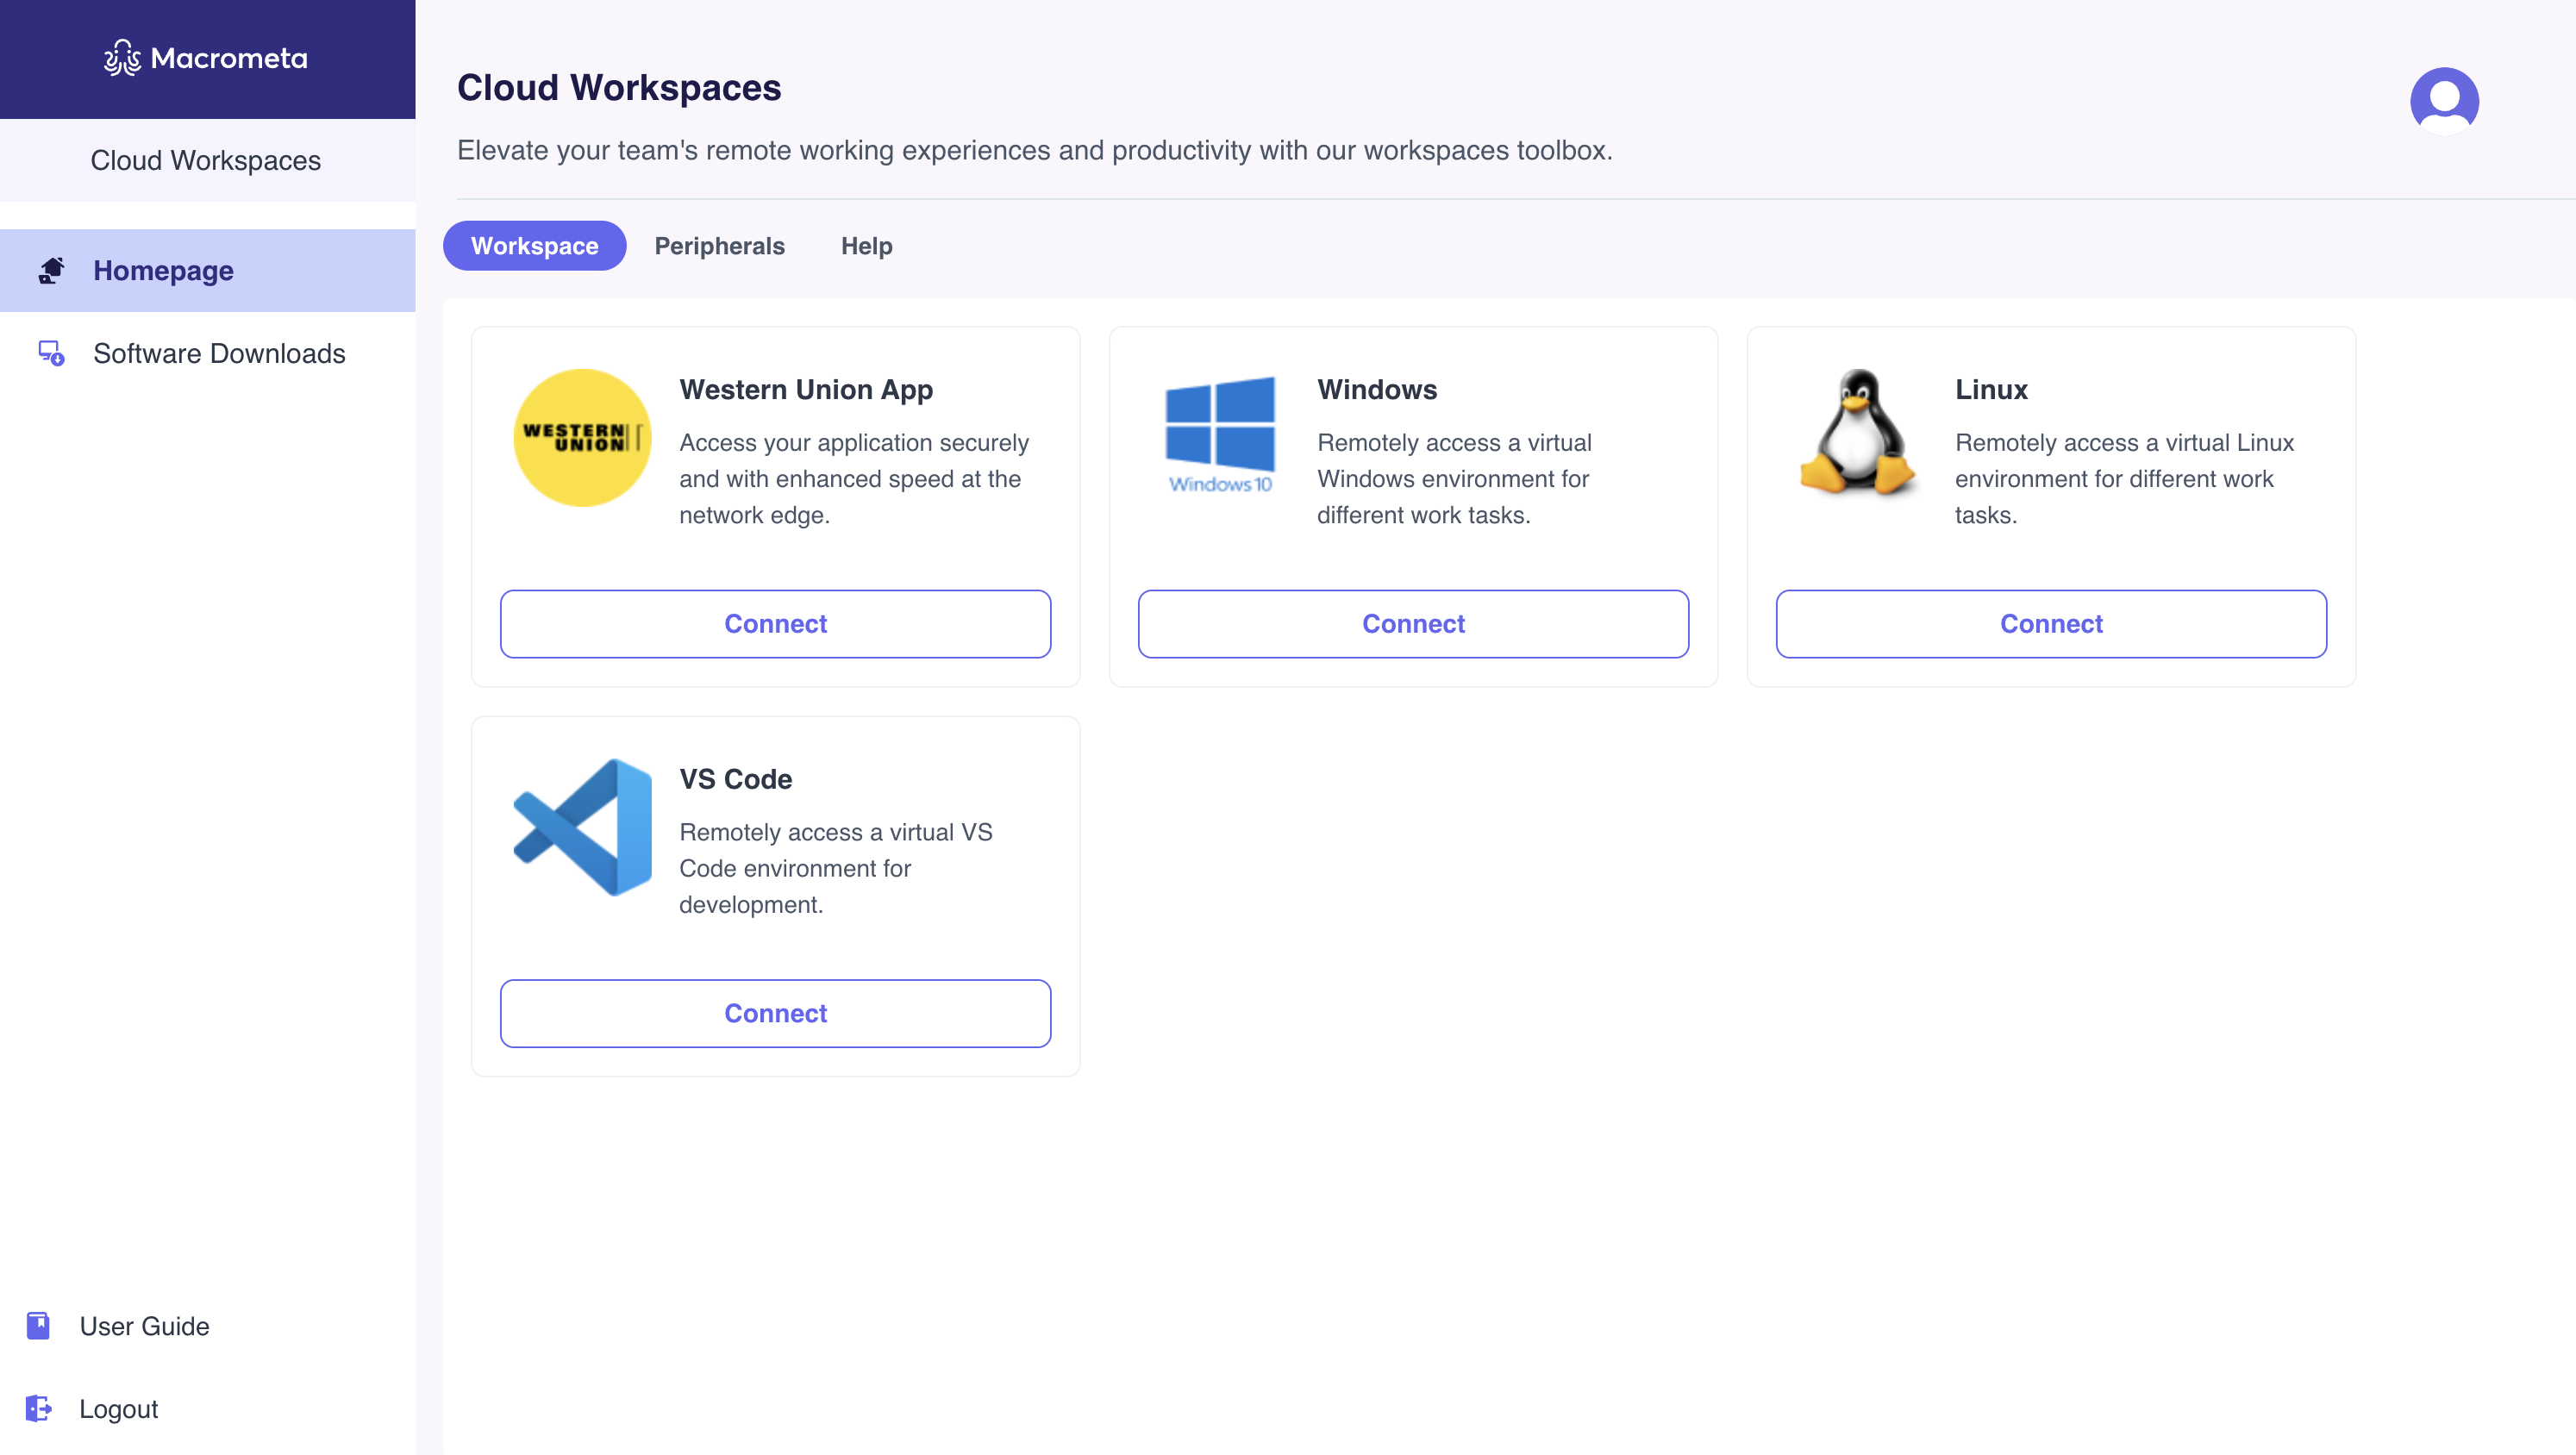 Macrometa
Cloud Workspaces
Homepage
Software Downloads
User Guide
Logout
Cloud Workspaces
Elevate your team's remote working experiences and productivity with our workspaces toolbox.
Workspace
Peripherals
Help
WESTERN
UNION
Western Union App
Access your application securely
and with enhanced speed at the
network edge.
Connect
Windows 10
Windows
Remotely access a virtual
Windows environment for
different work tasks.
Connect
Linux
Remotely access a virtual Linux
environment for different work
tasks.
Connect
VS Code
Remotely access a virtual VS
Code environment for
development.
Connect